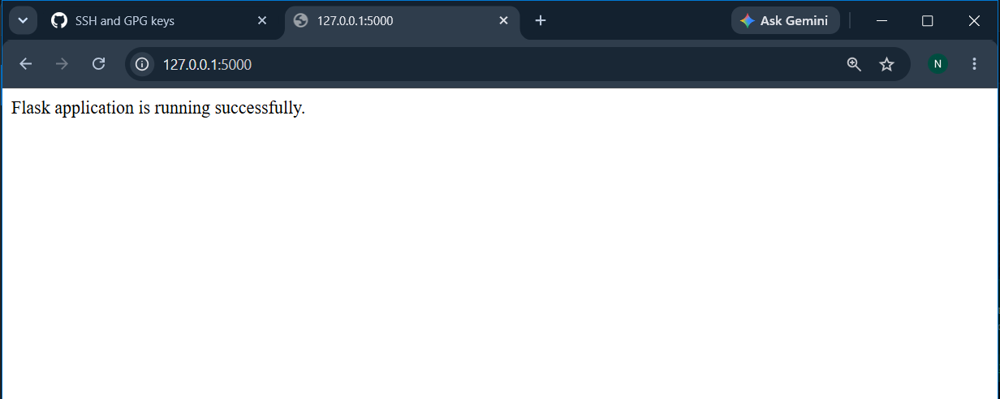 SSH and GPG keys
127.0.0.1:5000
Ask Gemini
127.0.0.1:5000
N
Flask application is running successfully.